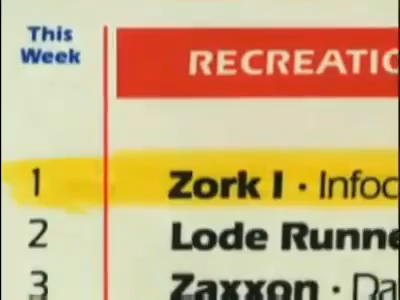 This
Week
RECREATIO
1 Zork I · Infoc
2 Lode Runne
3 Zaxxon · Da